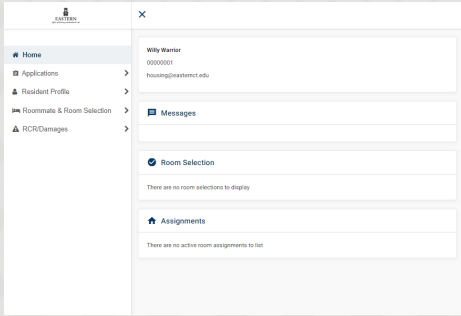 EASTERN
Home
Applications
Resident Profile
Roommate & Room Selection
RCR/Damages
Willy Warrior
00000001
housing@easternct.edu
Messages
Room Selection
There are no room selections to display
Assignments
There are no active room assignments to list